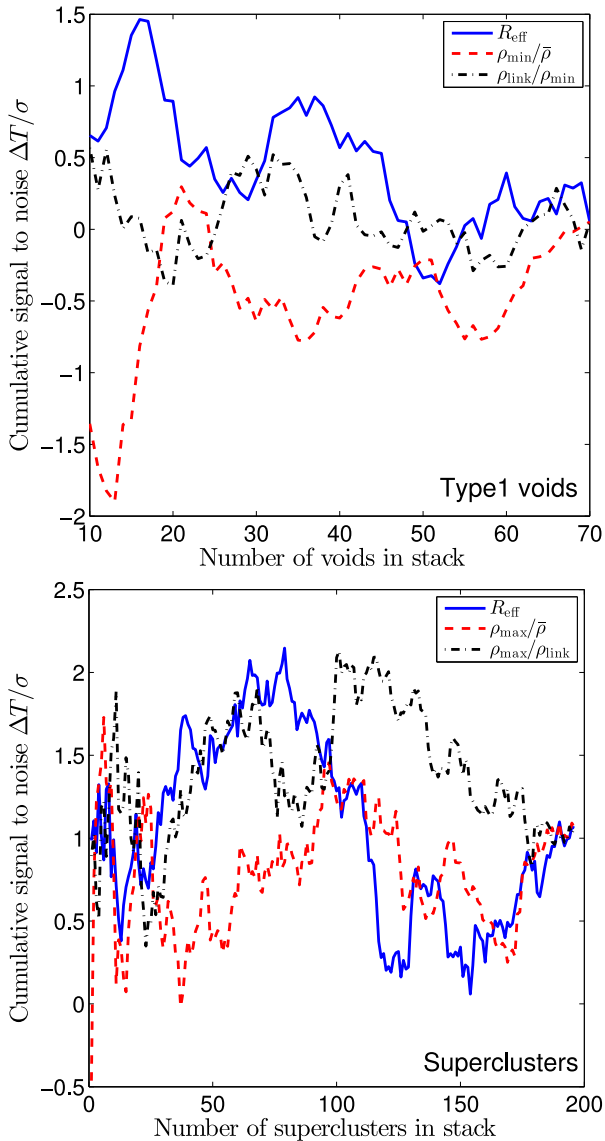 Cumulative signal to noise ΔT/σ
1.5
1
0.5
0
−0.5
−1
−1.5
−2
R_eff
ρ_min/ρ̄
ρ_link/ρ_min
Type1 voids
10 20 30 40 50 60 70
Number of voids in stack
Cumulative signal to noise ΔT/σ
2.5
2
1.5
1
0.5
0
−0.5
R_eff
ρ_max/ρ̄
ρ_max/ρ_link
Superclusters
0 50 100 150 200
Number of superclusters in stack